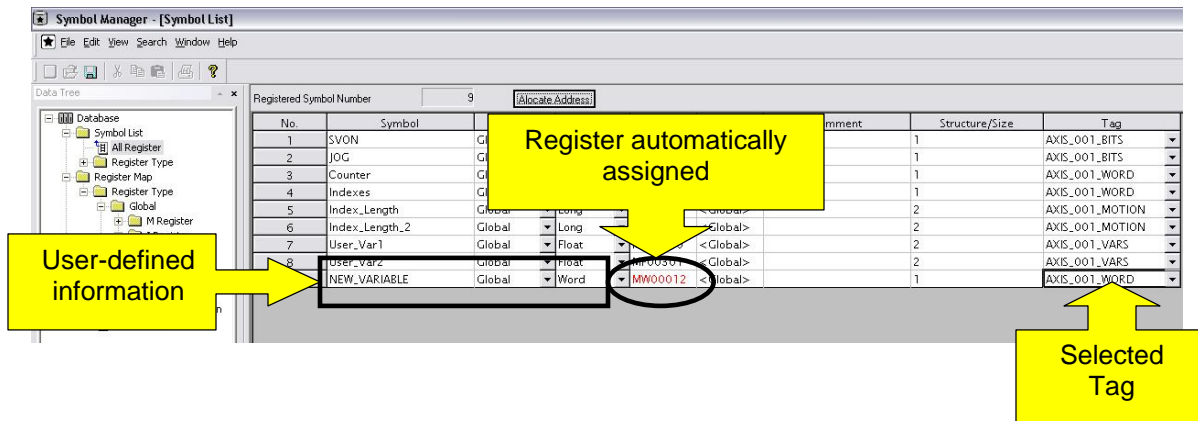 Symbol Manager - [Symbol List]
File Edit View Search Window Help
Data Tree
Registered Symbol Number 9 Alocate Address
Database
Symbol List
All Register
Register Type
Register Map
Register Type
Global
M Register
No. Symbol mment Structure/Size Tag
1 SVON 1 AXIS_001_BITS
2 JOG 1 AXIS_001_BITS
3 Counter 1 AXIS_001_WORD
4 Indexes 1 AXIS_001_WORD
5 Index_Length Global Long <Global> 2 AXIS_001_MOTION
6 Index_Length_2 Global Long <Global> 2 AXIS_001_MOTION
7 User_Var1 Global Float <Global> 2 AXIS_001_VARS
8 User_Var2 Global Float MF00301 <Global> 2 AXIS_001_VARS
NEW_VARIABLE Global Word MW00012 <Global> 1 AXIS_001_WORD
Register automatically
assigned
User-defined
information
Selected
Tag